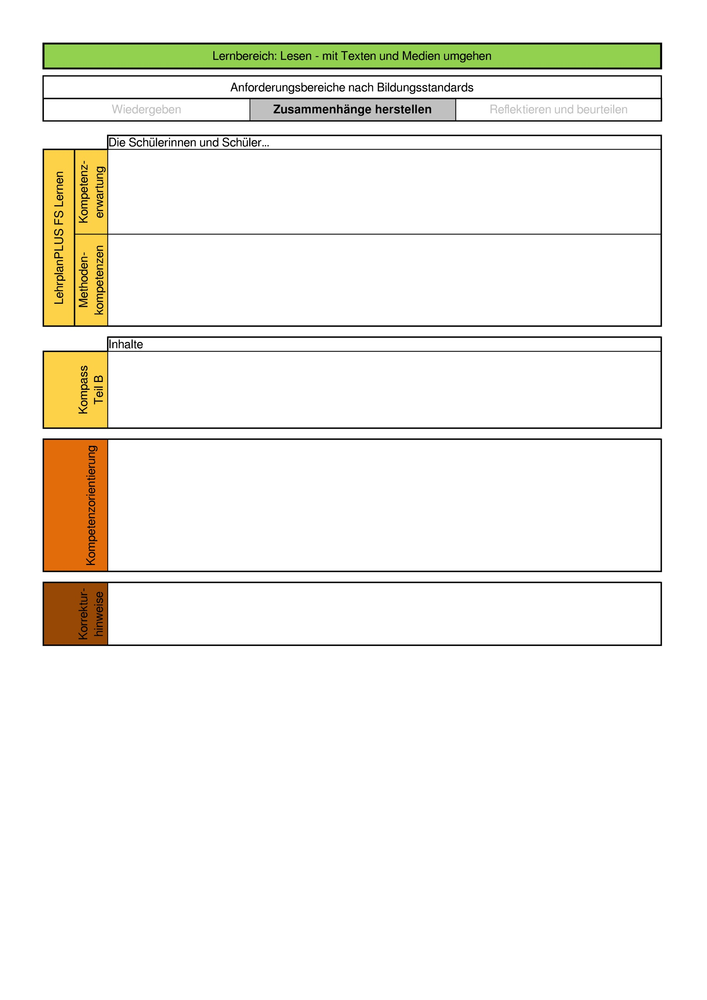 Lernbereich: Lesen - mit Texten und Medien umgehen
Anforderungsbereiche nach Bildungsstandards
Wiedergeben
Zusammenhänge herstellen
Reflektieren und beurteilen
Die Schülerinnen und Schüler...
LehrplanPLUS FS Lernen
Kompetenz-
erwartung
Methoden-
kompetenzen
Inhalte
Kompass
Teil B
Kompetenzorientierung
Korrektur-
hinweise